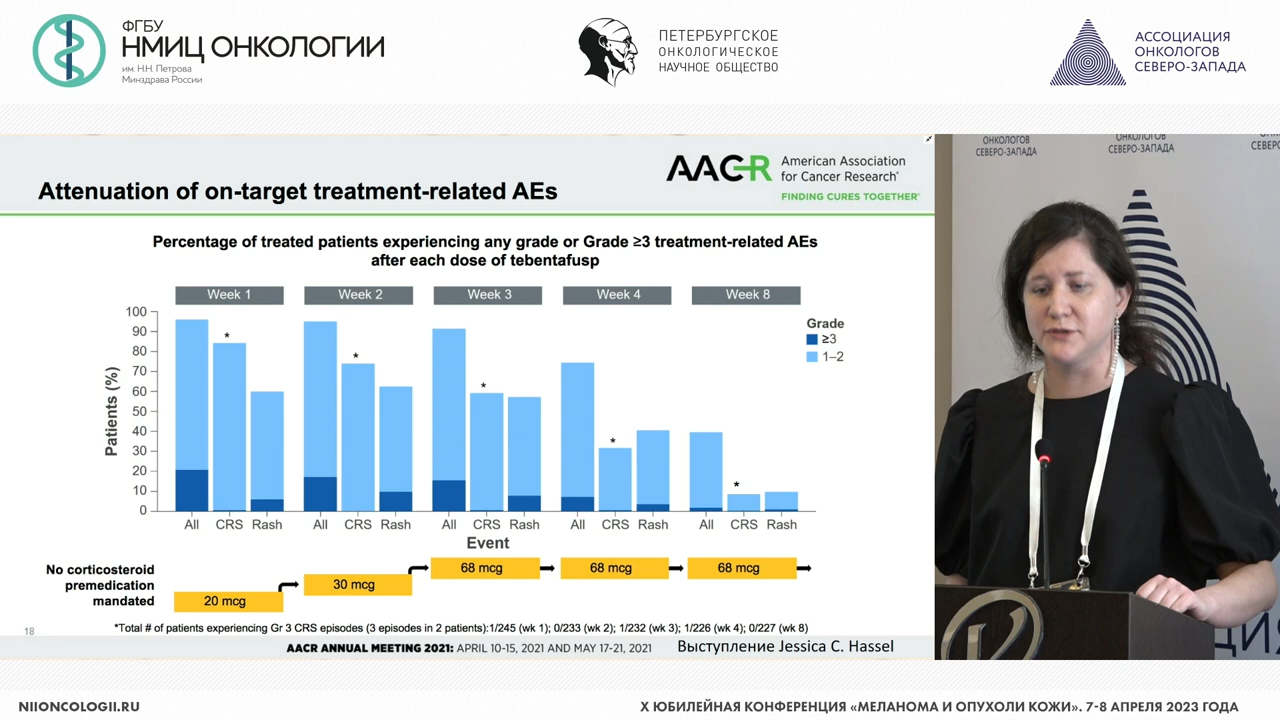 ФГБУ
НМИЦ ОНКОЛОГИИ
им. Н.Н. Петрова
Минздрава России
ПЕТЕРБУРГСКОЕ
ОНКОЛОГИЧЕСКОЕ
НАУЧНОЕ ОБЩЕСТВО
АССОЦИАЦИЯ
ОНКОЛОГОВ
СЕВЕРО-ЗАПАДА
Attenuation of on-target treatment-related AEs
AACR
American Association
for Cancer Research®
FINDING CURES TOGETHER®
Percentage of treated patients experiencing any grade or Grade ≥3 treatment-related AEs
after each dose of tebentafusp
Week 1 Week 2 Week 3 Week 4 Week 8
Patients (%)
100
90
80
70
60
50
40
30
20
10
0
* * * * *
Grade
≥3
1–2
All CRS Rash All CRS Rash All CRS Rash All CRS Rash All CRS Rash
Event
No corticosteroid
premedication
mandated
20 mcg 30 mcg 68 mcg 68 mcg 68 mcg
*Total # of patients experiencing Gr 3 CRS episodes (3 episodes in 2 patients):1/245 (wk 1); 0/233 (wk 2); 1/232 (wk 3); 1/226 (wk 4); 0/227 (wk 8)
18
AACR ANNUAL MEETING 2021: APRIL 10-15, 2021 AND MAY 17-21, 2021
Выступление Jessica C. Hassel
ОНКОЛОГОВ
СЕВЕРО-ЗАПАДА
ОНКОЛОГОВ
СЕВЕРО-ЗАПАДА
NIIONCOLOGII.RU
X ЮБИЛЕЙНАЯ КОНФЕРЕНЦИЯ «МЕЛАНОМА И ОПУХОЛИ КОЖИ». 7-8 АПРЕЛЯ 2023 ГОДА